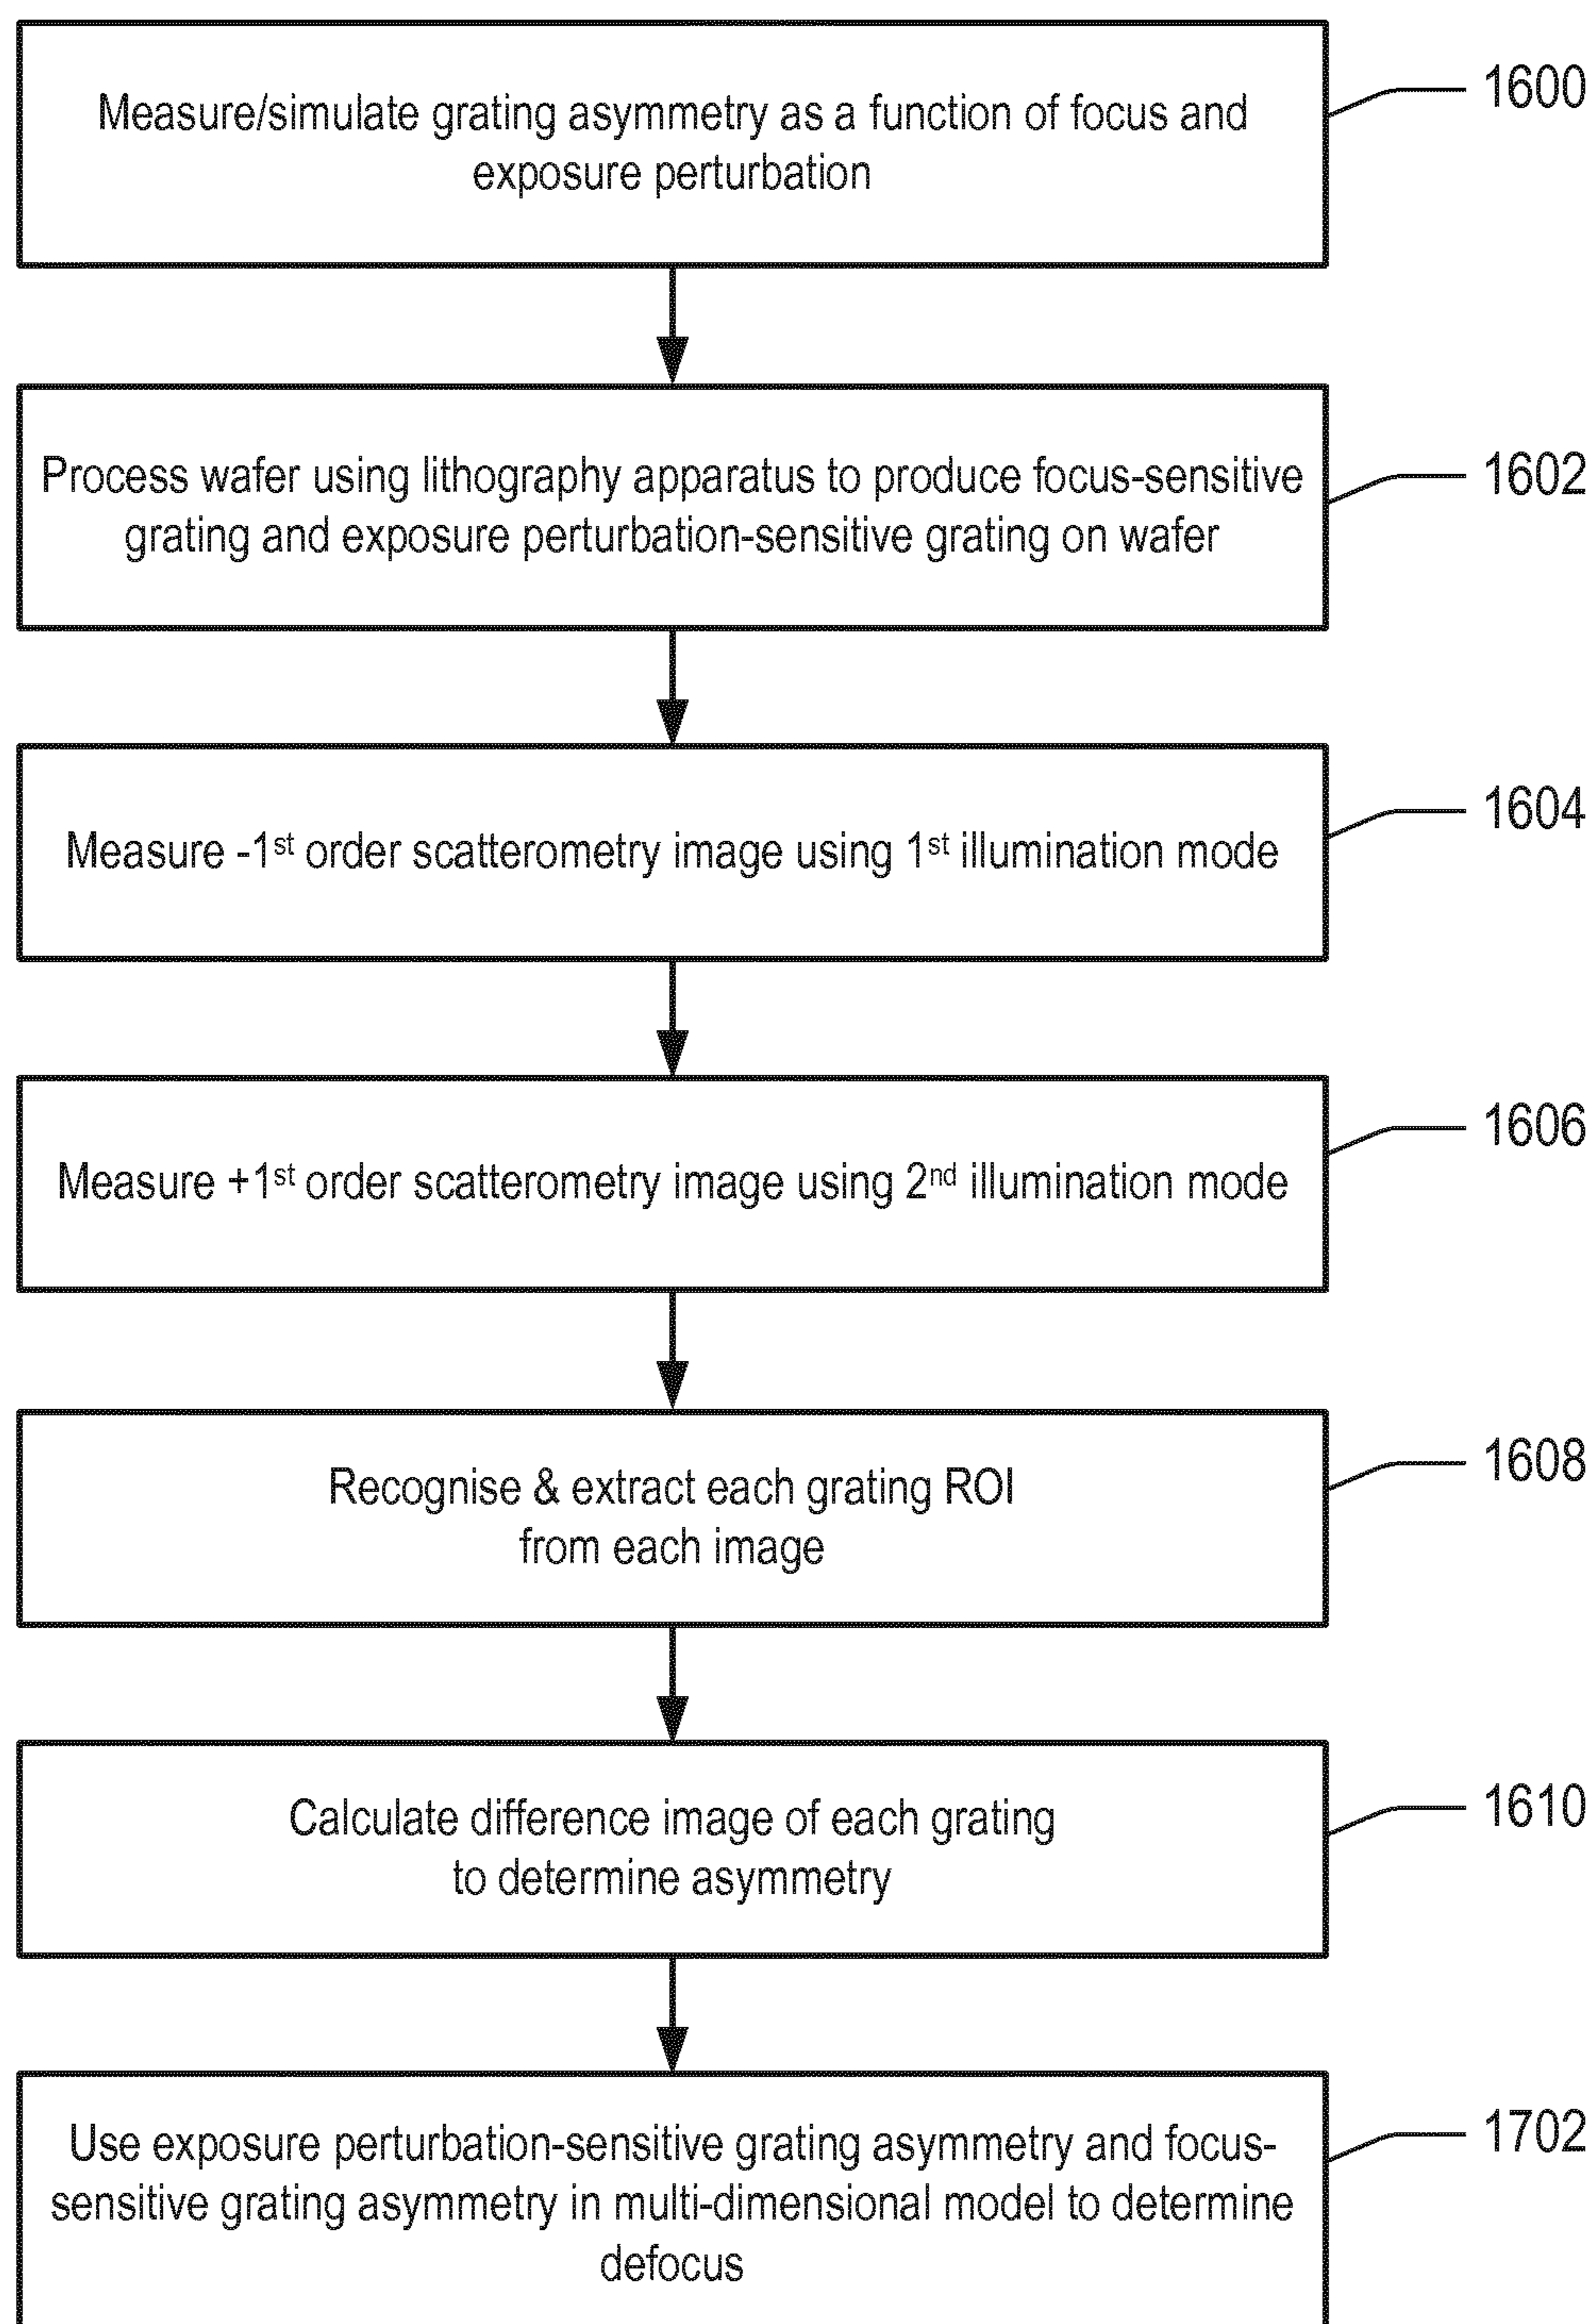 Measure/simulate grating asymmetry as a function of focus and
exposure perturbation
1600
Process wafer using lithography apparatus to produce focus-sensitive
grating and exposure perturbation-sensitive grating on wafer
1602
Measure -1st order scatterometry image using 1st illumination mode
1604
Measure +1st order scatterometry image using 2nd illumination mode
1606
Recognise & extract each grating ROI
from each image
1608
Calculate difference image of each grating
to determine asymmetry
1610
Use exposure perturbation-sensitive grating asymmetry and focus-
sensitive grating asymmetry in multi-dimensional model to determine
defocus
1702